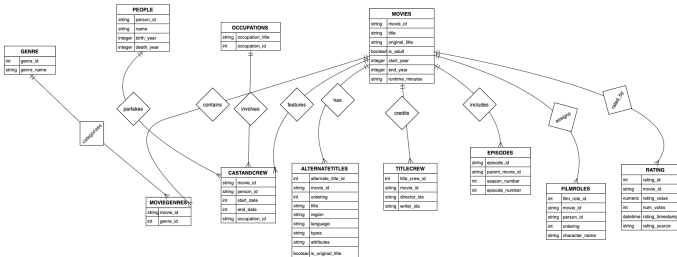 PEOPLE
string person_id
string name
integer birth_year
integer death_year
OCCUPATIONS
string occupation_title
int occupation_id
MOVIES
string movie_id
string title
string original_title
boolean is_adult
integer start_year
integer end_year
string runtime_minutes
GENRE
int genre_id
string genre_name
categorizes
partakes
contains
involves
features
has
credits
includes
assigns
rated_by
MOVIEGENRES
string movie_id
int genre_id
CASTANDCREW
string movie_id
string person_id
int start_date
int end_date
string occupation_id
ALTERNATETITLES
int alternate_title_id
string movie_id
int ordering
string title
string region
string language
string types
string attributes
boolean is_original_title
TITLECREW
int title_crew_id
string movie_id
string director_ids
string writer_ids
EPISODES
string episode_id
string parent_movie_id
int season_number
int episode_number
FILMROLES
int film_role_id
string movie_id
string person_id
int ordering
string character_name
RATING
int rating_id
string movie_id
numeric rating_value
int num_votes
datetime rating_timestamp
string rating_source